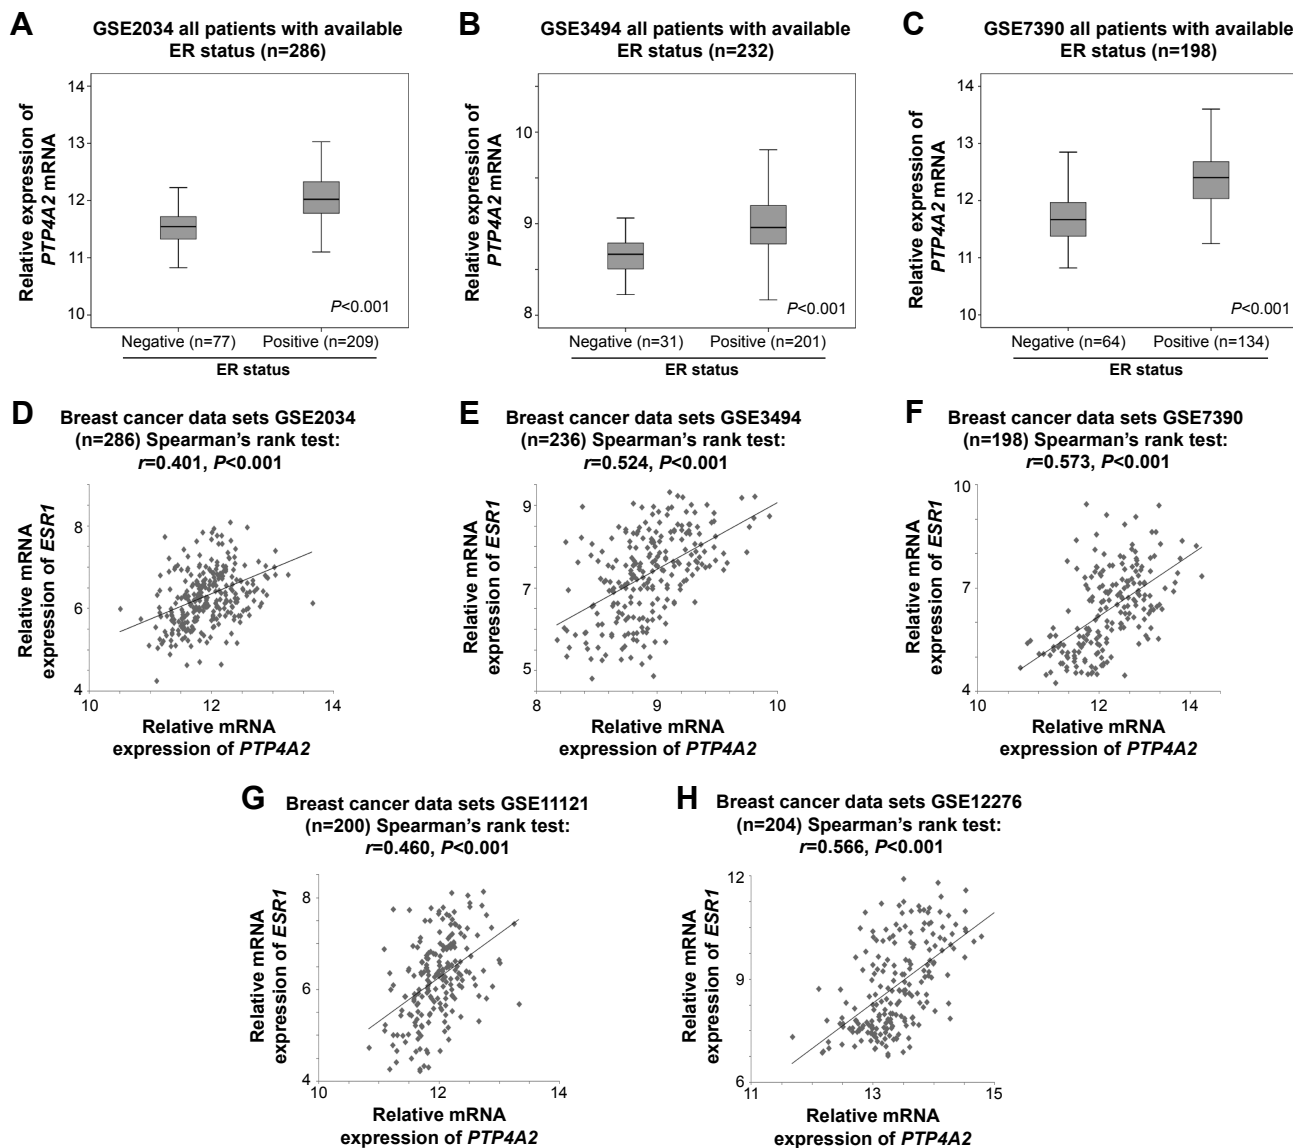 A
GSE2034 all patients with available
ER status (n=286)
Relative expression of
PTP4A2 mRNA
14
13
12
11
10
P<0.001
Negative (n=77)
Positive (n=209)
ER status
B
GSE3494 all patients with available
ER status (n=232)
Relative expression of
PTP4A2 mRNA
10
9
8
P<0.001
Negative (n=31)
Positive (n=201)
ER status
C
GSE7390 all patients with available
ER status (n=198)
Relative expression of
PTP4A2 mRNA
14
13
12
11
10
P<0.001
Negative (n=64)
Positive (n=134)
ER status
D
Breast cancer data sets GSE2034
(n=286) Spearman's rank test:
r=0.401, P<0.001
Relative mRNA
expression of ESR1
8
6
4
10
12
14
Relative mRNA
expression of PTP4A2
E
Breast cancer data sets GSE3494
(n=236) Spearman's rank test:
r=0.524, P<0.001
Relative mRNA
expression of ESR1
9
7
5
8
9
10
Relative mRNA
expression of PTP4A2
F
Breast cancer data sets GSE7390
(n=198) Spearman's rank test:
r=0.573, P<0.001
Relative mRNA
expression of ESR1
10
7
4
10
12
14
Relative mRNA
expression of PTP4A2
G
Breast cancer data sets GSE11121
(n=200) Spearman's rank test:
r=0.460, P<0.001
Relative mRNA
expression of ESR1
8
6
4
10
12
14
Relative mRNA
expression of PTP4A2
H
Breast cancer data sets GSE12276
(n=204) Spearman's rank test:
r=0.566, P<0.001
Relative mRNA
expression of ESR1
12
9
6
11
13
15
Relative mRNA
expression of PTP4A2